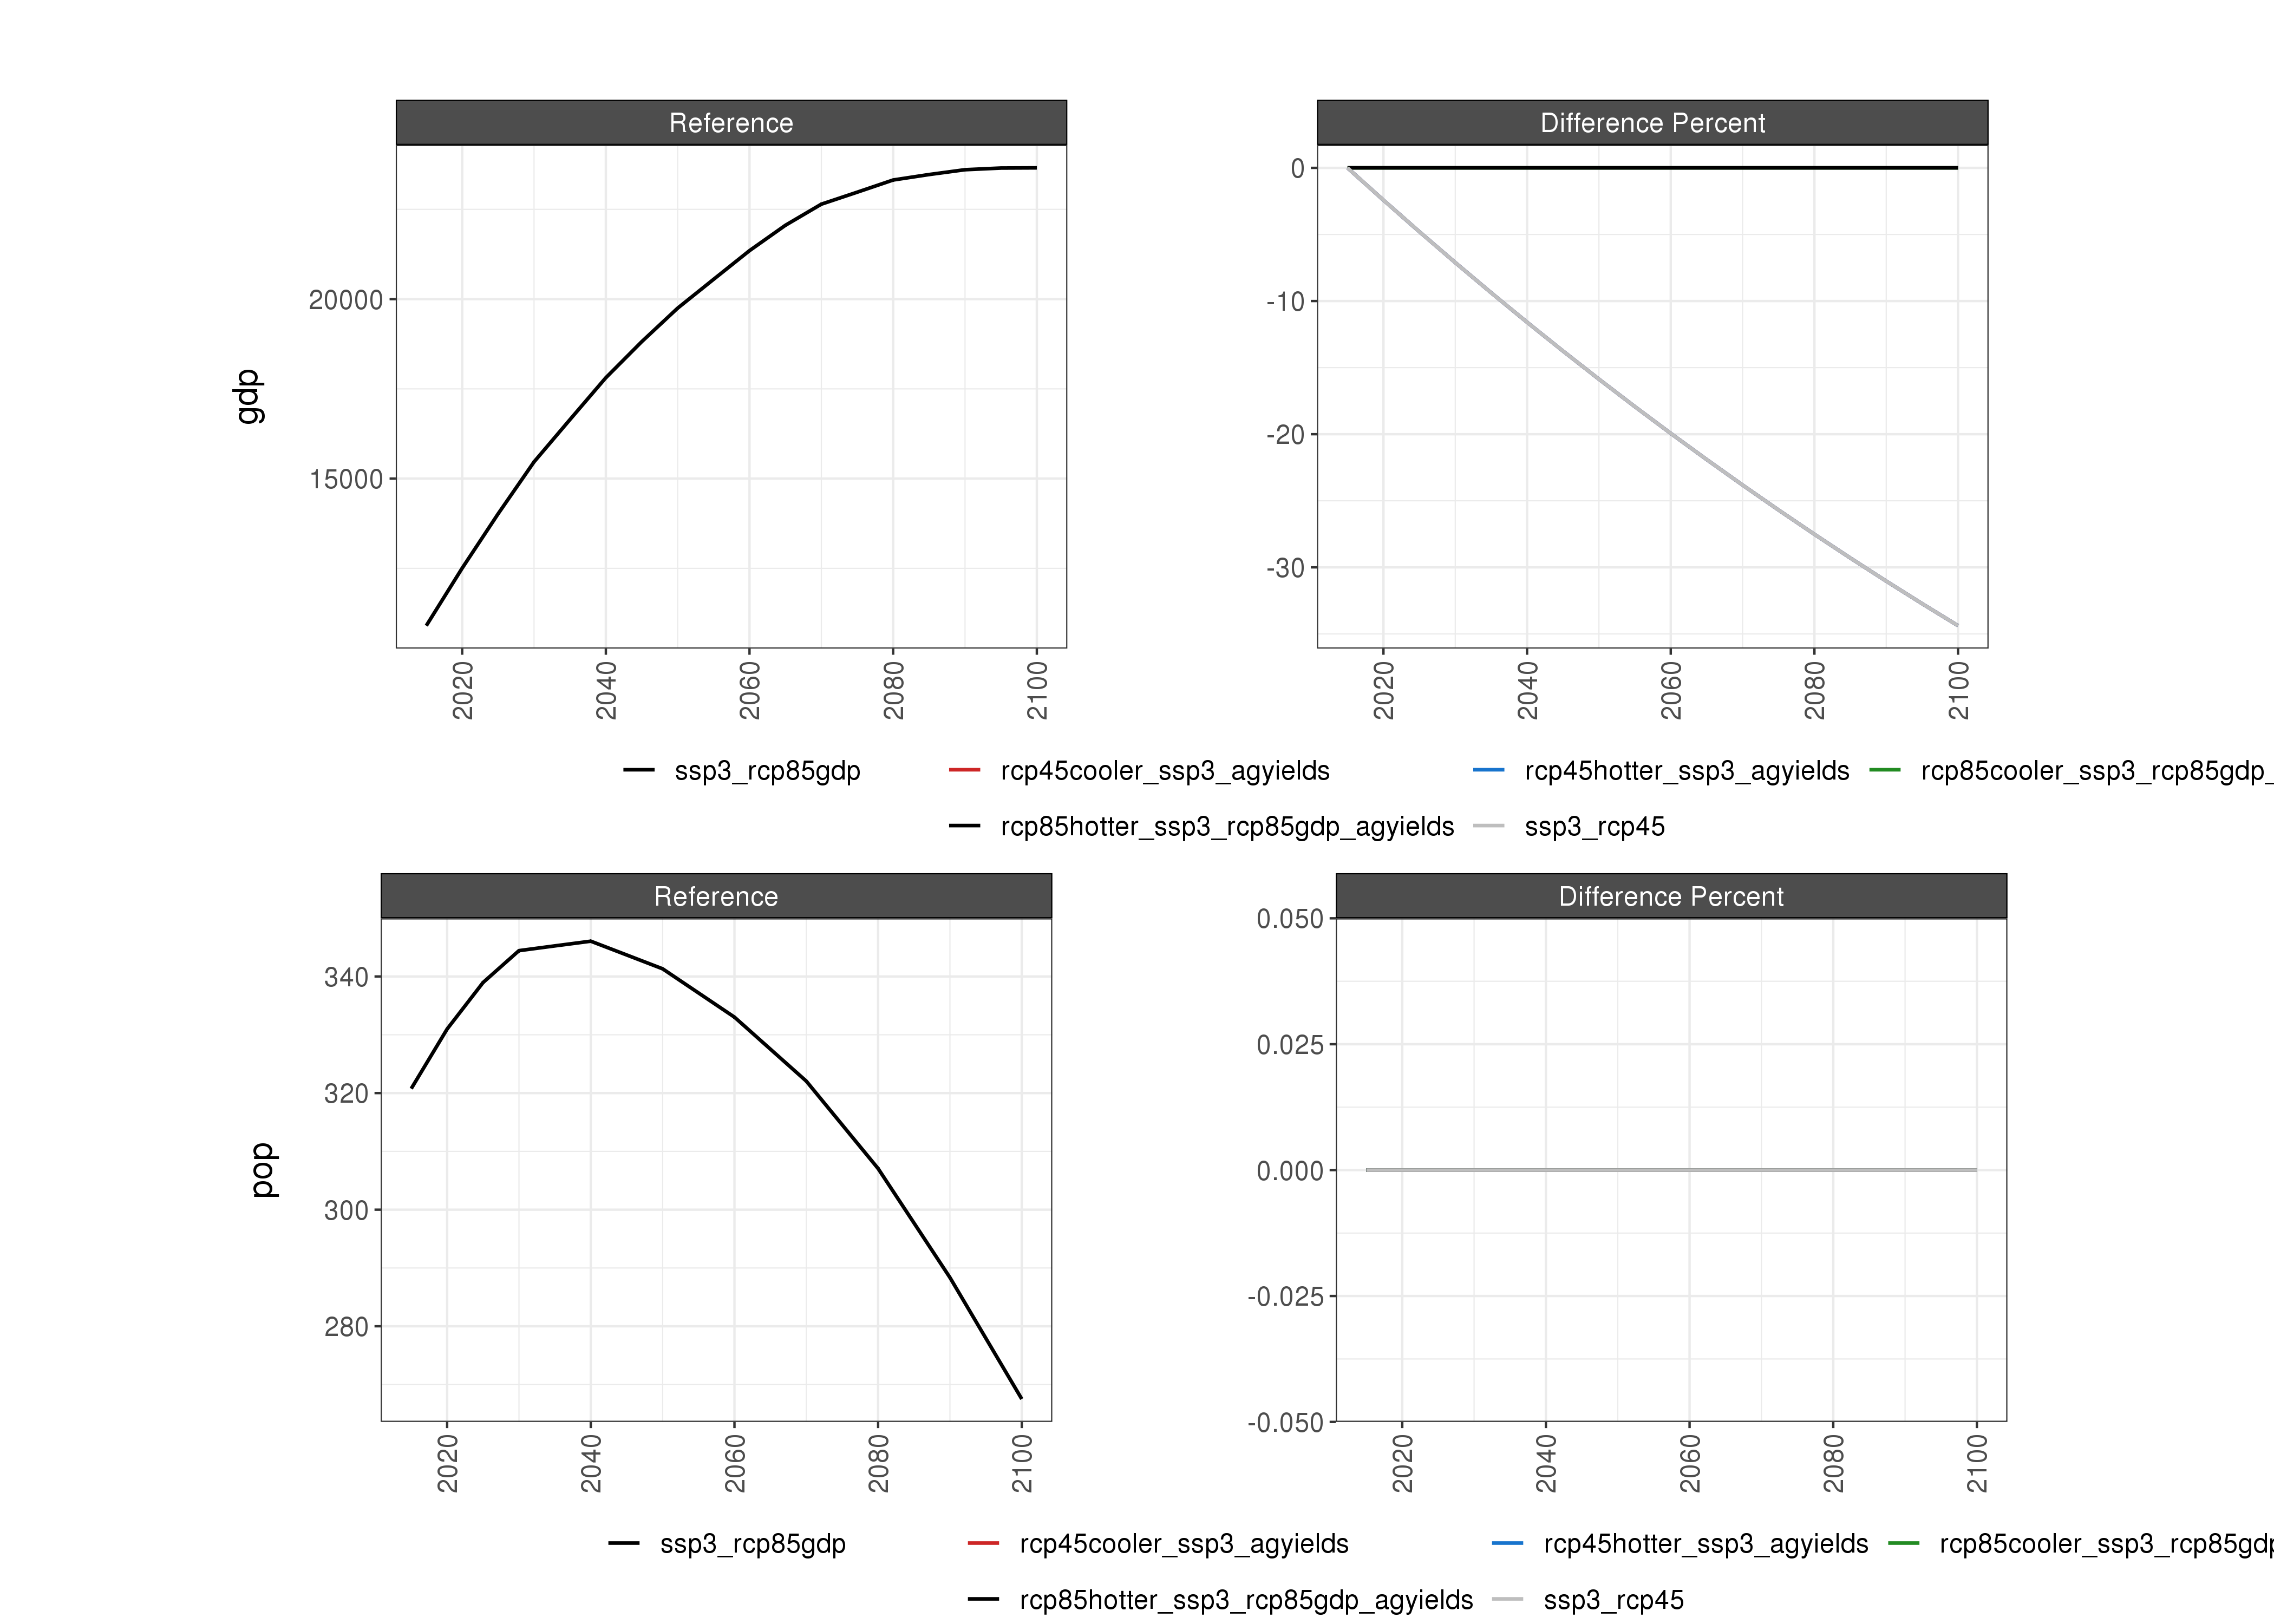 Reference
Difference Percent
gdp
20000
15000
0
-10
-20
-30
2020 2040 2060 2080 2100
2020 2040 2060 2080 2100
ssp3_rcp85gdp rcp45cooler_ssp3_agyields rcp45hotter_ssp3_agyields rcp85cooler_ssp3_rcp85gdp_
rcp85hotter_ssp3_rcp85gdp_agyields ssp3_rcp45
Reference
Difference Percent
pop
340
320
300
280
0.050
0.025
0.000
-0.025
-0.050
2020 2040 2060 2080 2100
2020 2040 2060 2080 2100
ssp3_rcp85gdp rcp45cooler_ssp3_agyields rcp45hotter_ssp3_agyields rcp85cooler_ssp3_rcp85gdp
rcp85hotter_ssp3_rcp85gdp_agyields ssp3_rcp45